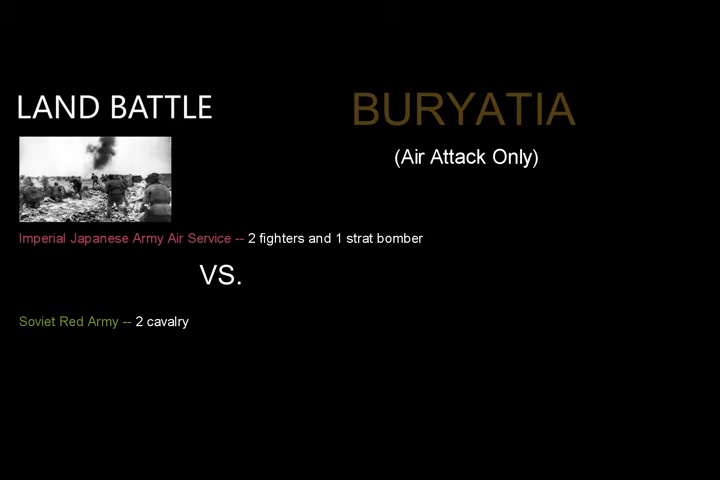 LAND BATTLE
BURYATIA
(Air Attack Only)
Imperial Japanese Army Air Service -- 2 fighters and 1 strat bomber
VS.
Soviet Red Army -- 2 cavalry